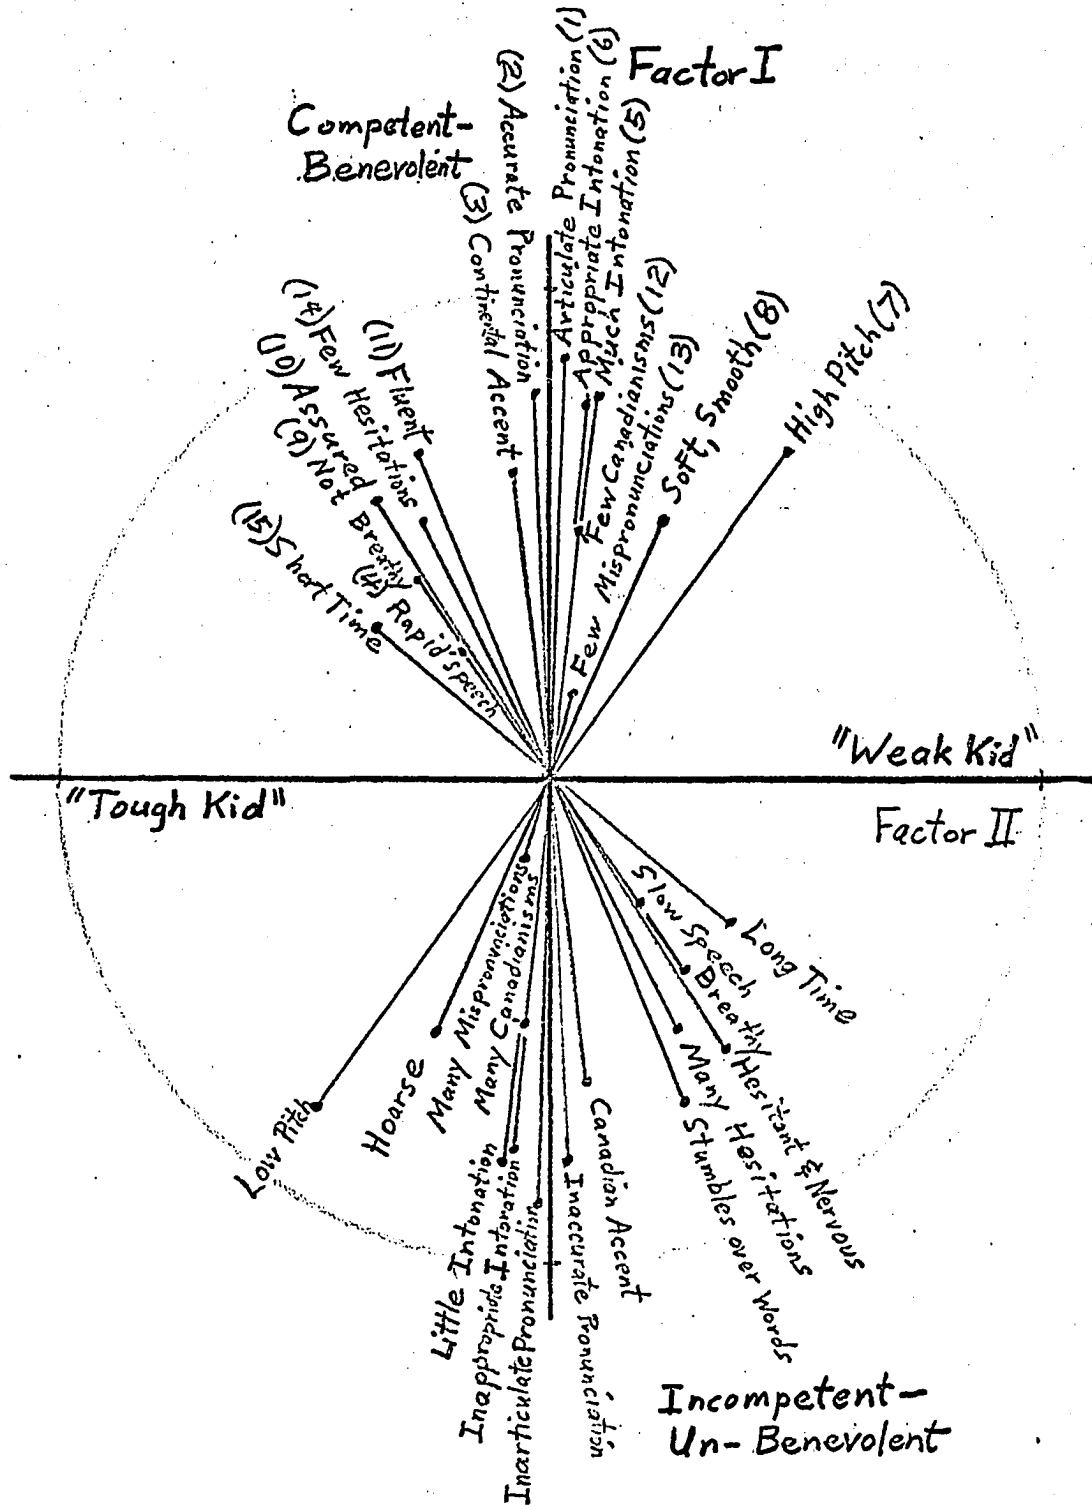 Factor I
Competent-
Benevolent
(1) Articulate Pronunciation
(6) Appropriate Intonation
Much Intonation (5)
(2) Accurate Pronunciation
(3) Continental Accent
Few Canadianisms (12)
Few Mispronunciations (13)
Soft, Smooth (8)
High Pitch (7)
(11) Fluent
(14) Few Hesitations
(10) Assured
(9) Not Breathy
(4) Rapid speech
(15) Short Time
"Weak Kid"
"Tough Kid"
Factor II
Slow Speech
Long Time
Breathy
Hesitant & Nervous
Many Hesitations
Stumbles over Words
Canadian Accent
Inaccurate Pronunciation
Many Mispronunciations
Many Canadianisms
Hoarse
Low Pitch
Little Intonation
Inappropriate Intonation
Inarticulate Pronunciation
Incompetent-
Un-Benevolent